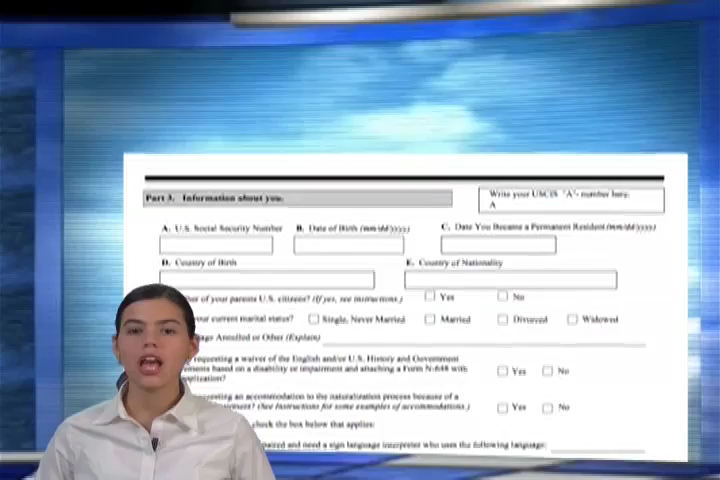 Part 3. Information about you.
Write your USCIS "A"- number here:
A
A. U.S. Social Security Number
B. Date of Birth (mm/dd/yyyy)
C. Date You Became a Permanent Resident (mm/dd/yyyy)
D. Country of Birth
E. Country of Nationality
of your parents U.S. citizens? (If yes, see instructions.)
Yes
No
your current marital status?
Single, Never Married
Married
Divorced
Widowed
Annulled or Other (Explain)
requesting a waiver of the English and/or U.S. History and Government
based on a disability or impairment and attaching a Form N-648 with
application?
Yes
No
an accommodation to the naturalization process because of a
(See Instructions for some examples of accommodations.)
Yes
No
check the box below that applies:
and need a sign language interpreter who uses the following language: